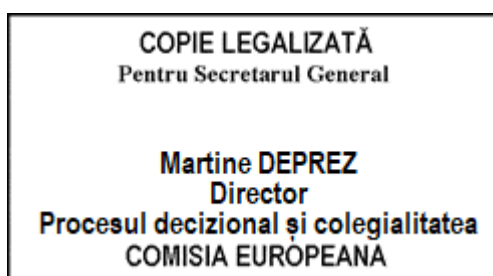 COPIE LEGALIZATĂ
Pentru Secretarul General
Martine DEPREZ
Director
Procesul decizional și colegialitatea
COMISIA EUROPEANA